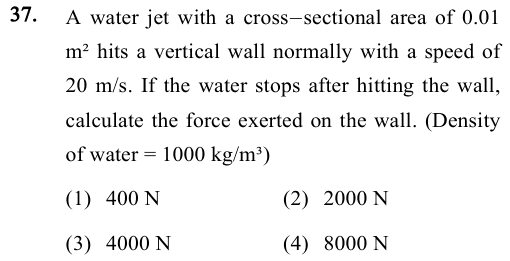 37. A water jet with a cross–sectional area of 0.01
m² hits a vertical wall normally with a speed of
20 m/s. If the water stops after hitting the wall,
calculate the force exerted on the wall. (Density
of water = 1000 kg/m³)
(1) 400 N (2) 2000 N
(3) 4000 N (4) 8000 N